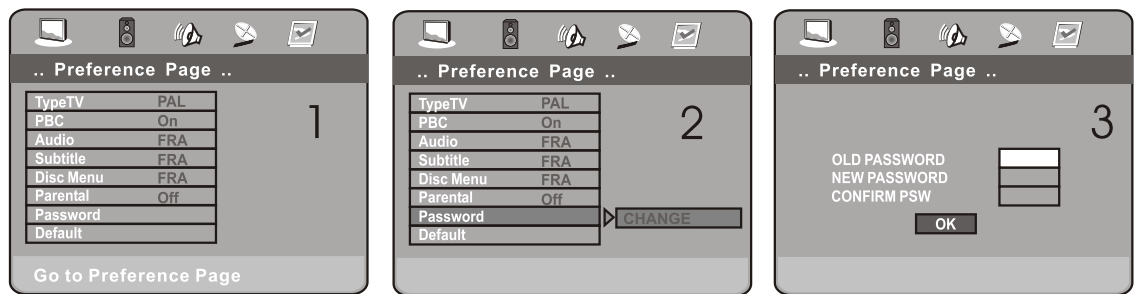 .. Preference Page ..
1
TypeTV PAL
PBC On
Audio FRA
Subtitle FRA
Disc Menu FRA
Parental Off
Password
Default
Go to Preference Page
.. Preference Page ..
2
TypeTV PAL
PBC On
Audio FRA
Subtitle FRA
Disc Menu FRA
Parental Off
Password CHANGE
Default
.. Preference Page ..
3
OLD PASSWORD
NEW PASSWORD
CONFIRM PSW
OK